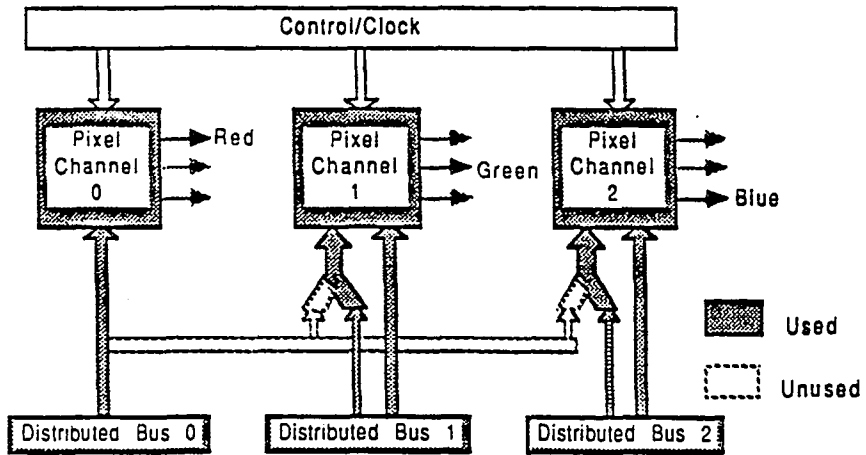 Control/Clock
Pixel Channel 0
Red
Pixel Channel 1
Green
Pixel Channel 2
Blue
Used
Unused
Distributed Bus 0
Distributed Bus 1
Distributed Bus 2